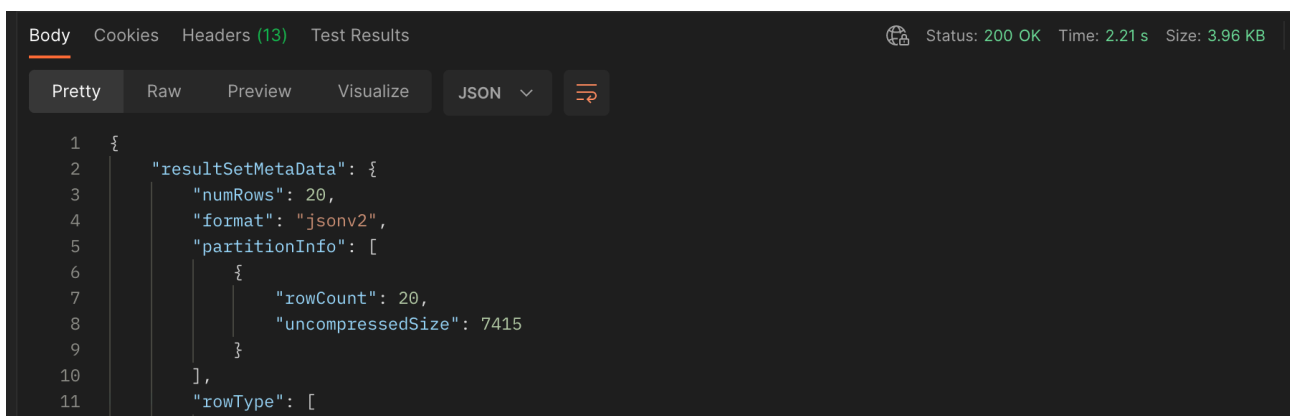 Body Cookies Headers (13) Test Results Status: 200 OK Time: 2.21 s Size: 3.96 KB
Pretty Raw Preview Visualize JSON
1 {
2 "resultSetMetaData": {
3 "numRows": 20,
4 "format": "jsonv2",
5 "partitionInfo": [
6 {
7 "rowCount": 20,
8 "uncompressedSize": 7415
9 }
10 ],
11 "rowType": [